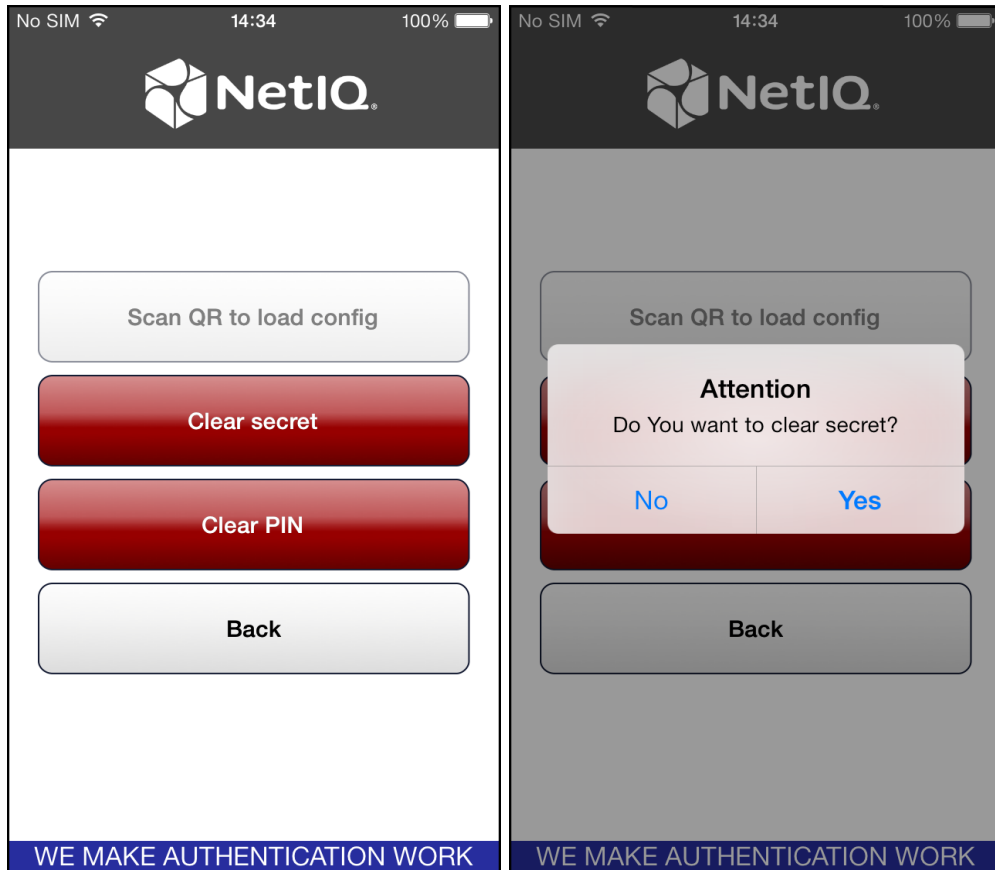 No SIM 14:34 100%
NetIQ®
Scan QR to load config
Clear secret
Clear PIN
Back
WE MAKE AUTHENTICATION WORK
No SIM 14:34 100%
NetIQ®
Scan QR to load config
Attention
Do You want to clear secret?
No Yes
Back
WE MAKE AUTHENTICATION WORK